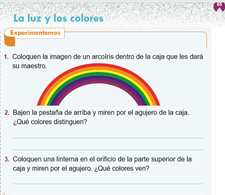 La luz y los colores
Experimentemos
1. Coloquen la imagen de un arcoíris dentro de la caja que les dará
su maestro.
2. Bajen la pestaña de arriba y miren por el agujero de la caja.
¿Qué colores distinguen?
3. Coloquen una linterna en el orificio de la parte superior de la
caja y miren por el agujero. ¿Qué colores ven?